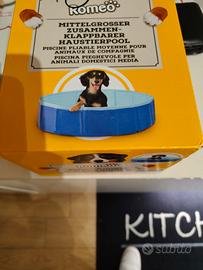 Romeo
MITTELGROSSER
ZUSAMMEN-
KLAPPBARER
HAUSTIERPOOL
PISCINE PLIABLE MOYENNE POUR
ANIMAUX DE COMPAGNIE
PISCINA PIEGHEVOLE PER
ANIMALI DOMESTICI MEDIA
KITCH
subito